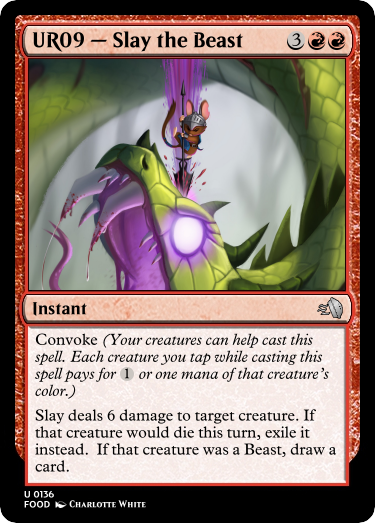 UR09 — Slay the Beast 3
Instant
Convoke (Your creatures can help cast this
spell. Each creature you tap while casting this
spell pays for 1 or one mana of that creature's
color.)
Slay deals 6 damage to target creature. If
that creature would die this turn, exile it
instead.  If that creature was a Beast, draw a
card.
U 0136
FOOD Charlotte White